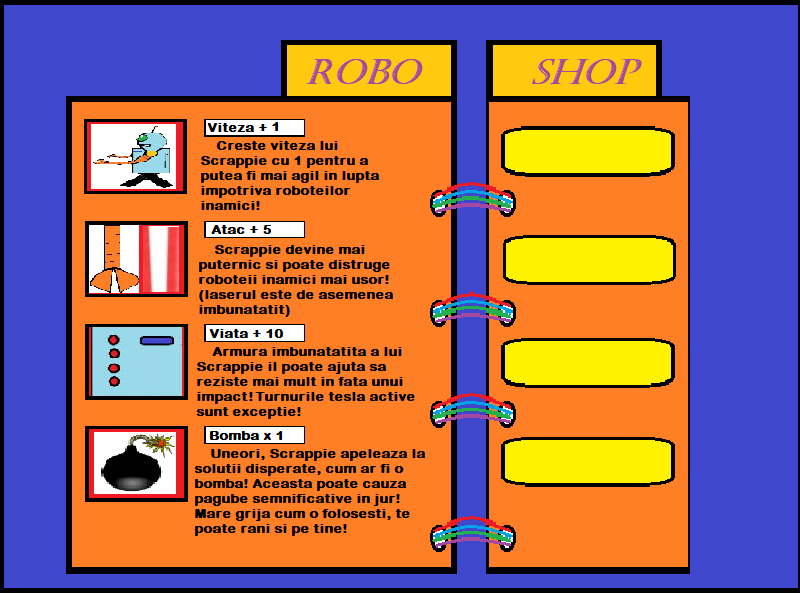 ROBO SHOP
Viteza + 1
Creste viteza lui
Scrappie cu 1 pentru a
putea fi mai agil in lupta
impotriva roboteilor
inamici!
Atac + 5
Scrappie devine mai
puternic si poate distruge
roboteii inamici mai usor!
(laserul este de asemenea
imbunatatit)
Viata + 10
Armura imbunatatita a lui
Scrappie il poate ajuta sa
reziste mai mult in fata unui
impact! Turnurile tesla active
sunt exceptie!
Bomba x 1
Uneori, Scrappie apeleaza la
solutii disperate, cum ar fi o
bomba! Aceasta poate cauza
pagube semnificative in jur!
Mare grija cum o folosesti, te
poate rani si pe tine!